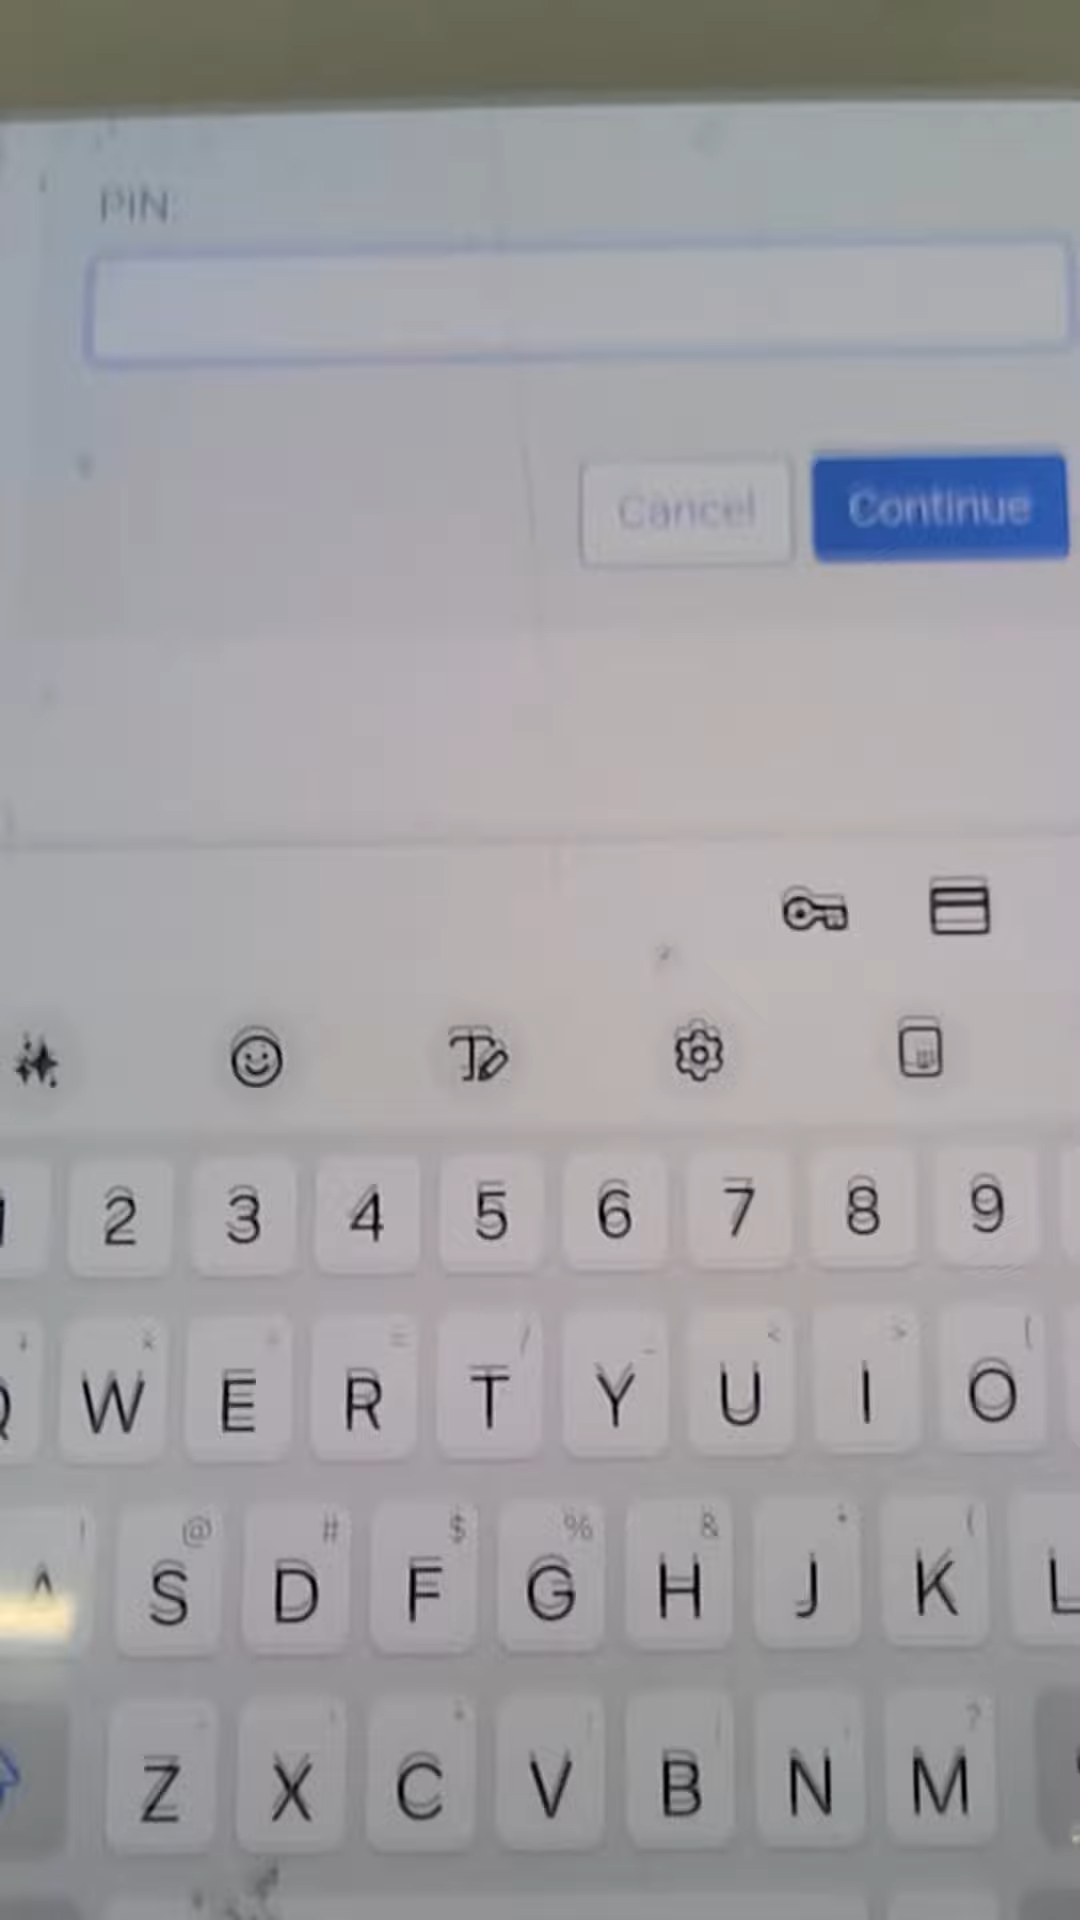 PIN:
Cancel Continue
2 3 4 5 6 7 8 9
W E R T Y U I O
@ # $ % & (
S D F G H J K L
?
Z X C V B N M